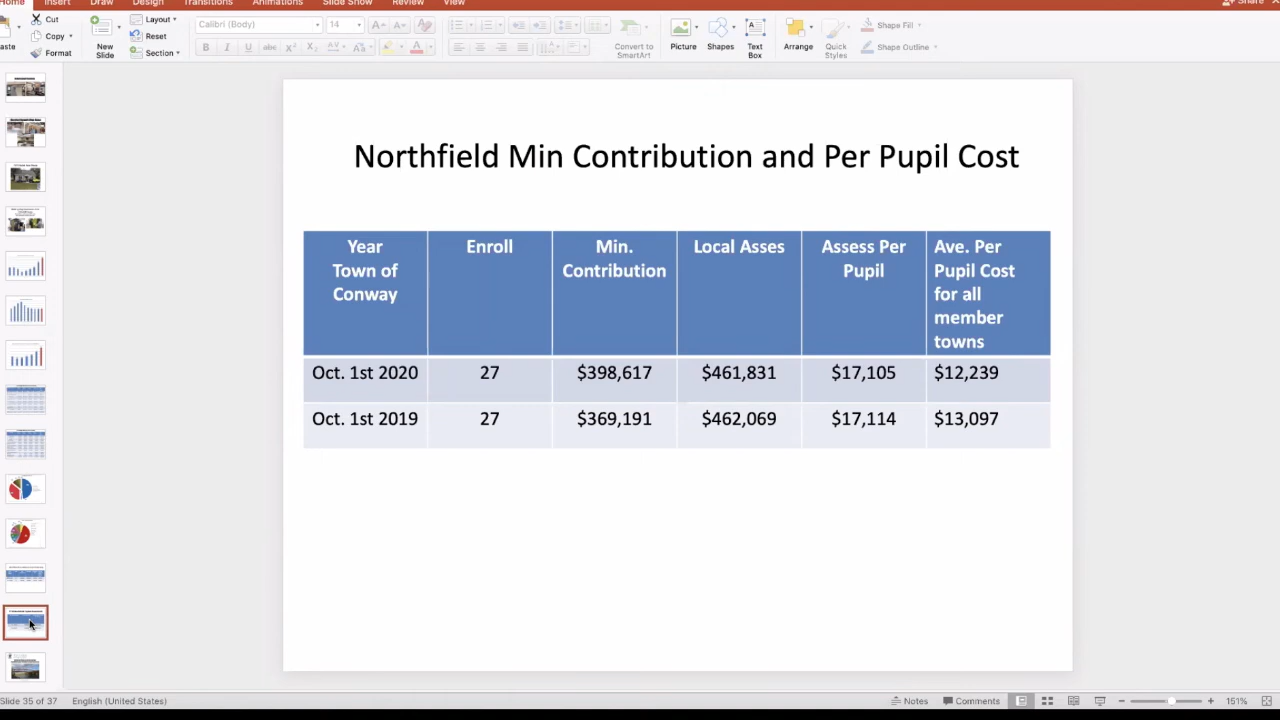 Home Insert Draw Design Transitions Animations Slide Show Review View Share
Cut
Copy
Format
New
Slide
Layout
Reset
Section
Calibri (Body) 14
Convert to
SmartArt
Picture
Shapes
Text
Box
Arrange
Quick
Styles
Shape Fill
Shape Outline
Northfield Min Contribution and Per Pupil Cost
Year
Town of
Conway
Enroll
Min.
Contribution
Local Asses
Assess Per
Pupil
Ave. Per
Pupil Cost
for all
member
towns
Oct. 1st 2020 27 $398,617 $461,831 $17,105 $12,239
Oct. 1st 2019 27 $369,191 $462,069 $17,114 $13,097
Slide 35 of 37 English (United States) Notes Comments 151%